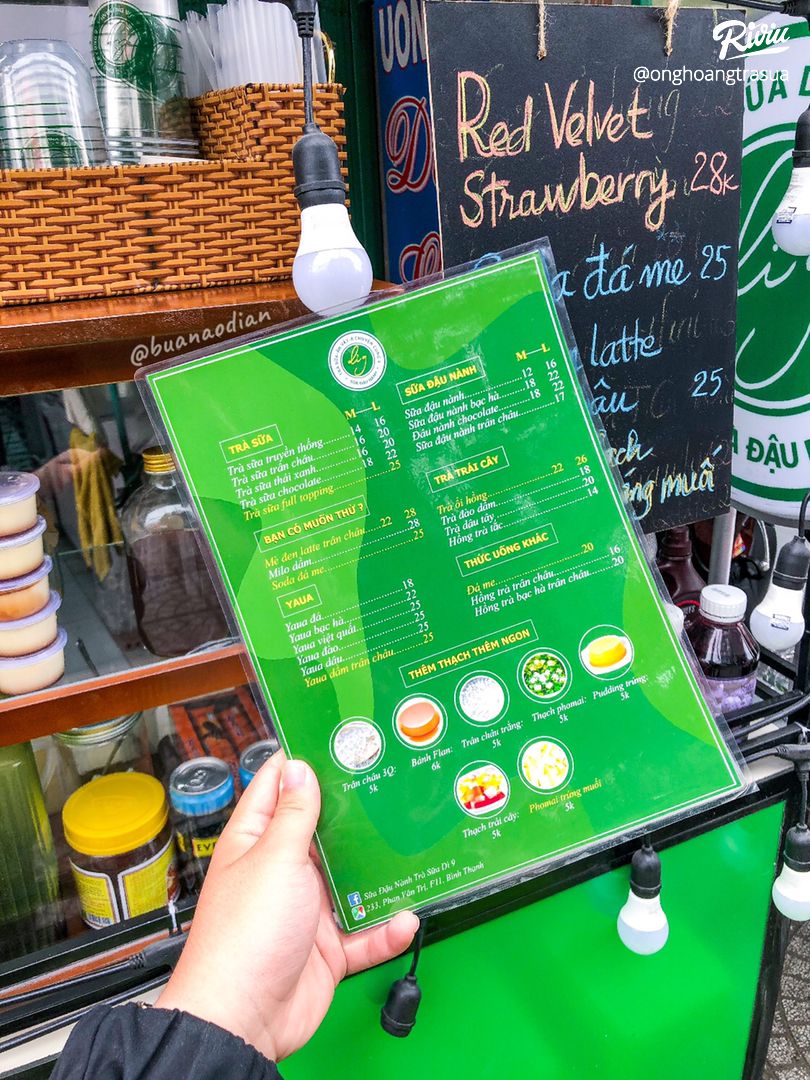 Riviu
@onghoangtrasua
UON
Red Velvet
Strawberry 28k
đá me 25
latte
âu 25
muối
ĐẬU
@buanaodian
SỮA ĐẬU NÀNH
M—L
Sữa đậu nành 12 16
Sữa đậu nành bạc hà 18 22
Đậu nành chocolate 18 22
Sữa đậu nành trân châu 17
TRÀ SỮA
M—L
Trà sữa truyền thống 14 16
Trà sữa trân châu 16 20
Trà sữa thái xanh 16 20
Trà sữa chocolate 18 22
Trà sữa full topping 25
TRÀ TRÁI CÂY
Trà ổi hồng 22 26
Trà đào dầm 18
Trà dâu tây 20
Hồng trà tắc 14
BẠN CÓ MUỐN THỬ ?
Mè đen latte trân châu 22 28
Milo dầm 28
Soda đá me 25
THỨC UỐNG KHÁC
Đá me 20
Hồng trà trân châu 16
Hồng trà bạc hà trân châu 20
YAUA
Yaua đá 18
Yaua bạc hà 22
Yaua việt quất 25
Yaua đào 25
Yaua dâu 25
Yaua dầm trân châu 25
THÊM THẠCH THÊM NGON
Trân châu 3Q: 5k
Bánh Flan: 6k
Trân châu trắng: 5k
Thạch phomai: 5k
Pudding trứng: 5k
Thạch trái cây: 5k
Phomai trứng muối 5k
Sữa Đậu Nành Trà Sữa Di 9
233, Phan Văn Trị, F11, Bình Thạnh